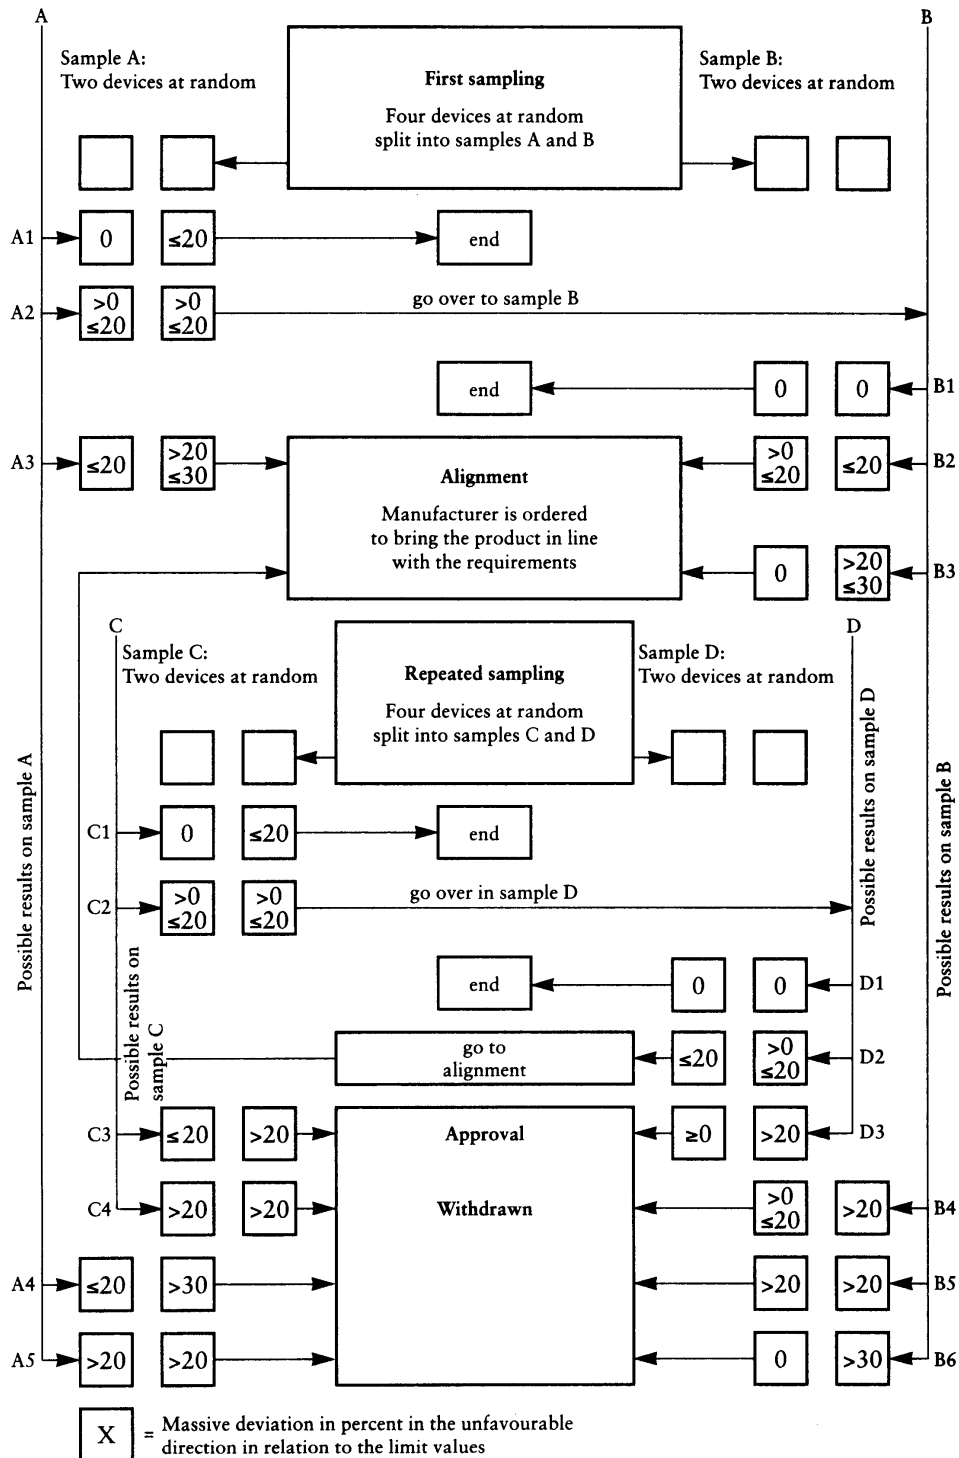 A
B
Sample A:
Two devices at random
First sampling
Four devices at random
split into samples A and B
Sample B:
Two devices at random
A1
0
≤20
end
A2
>0
≤20
>0
≤20
go over to sample B
end
0
0
B1
A3
≤20
>20
≤30
Alignment
Manufacturer is ordered
to bring the product in line
with the requirements
>0
≤20
≤20
B2
0
>20
≤30
B3
C
D
Sample C:
Two devices at random
Repeated sampling
Four devices at random
split into samples C and D
Sample D:
Two devices at random
Possible results on sample A
Possible results on sample D
Possible results on sample B
C1
0
≤20
end
C2
>0
≤20
>0
≤20
go over in sample D
Possible results on
sample C
end
0
0
D1
go to
alignment
≤20
>0
≤20
D2
C3
≤20
>20
Approval
≥0
>20
D3
C4
>20
>20
Withdrawn
>0
≤20
>20
B4
A4
≤20
>30
>20
>20
B5
A5
>20
>20
0
>30
B6
X
= Massive deviation in percent in the unfavourable
direction in relation to the limit values